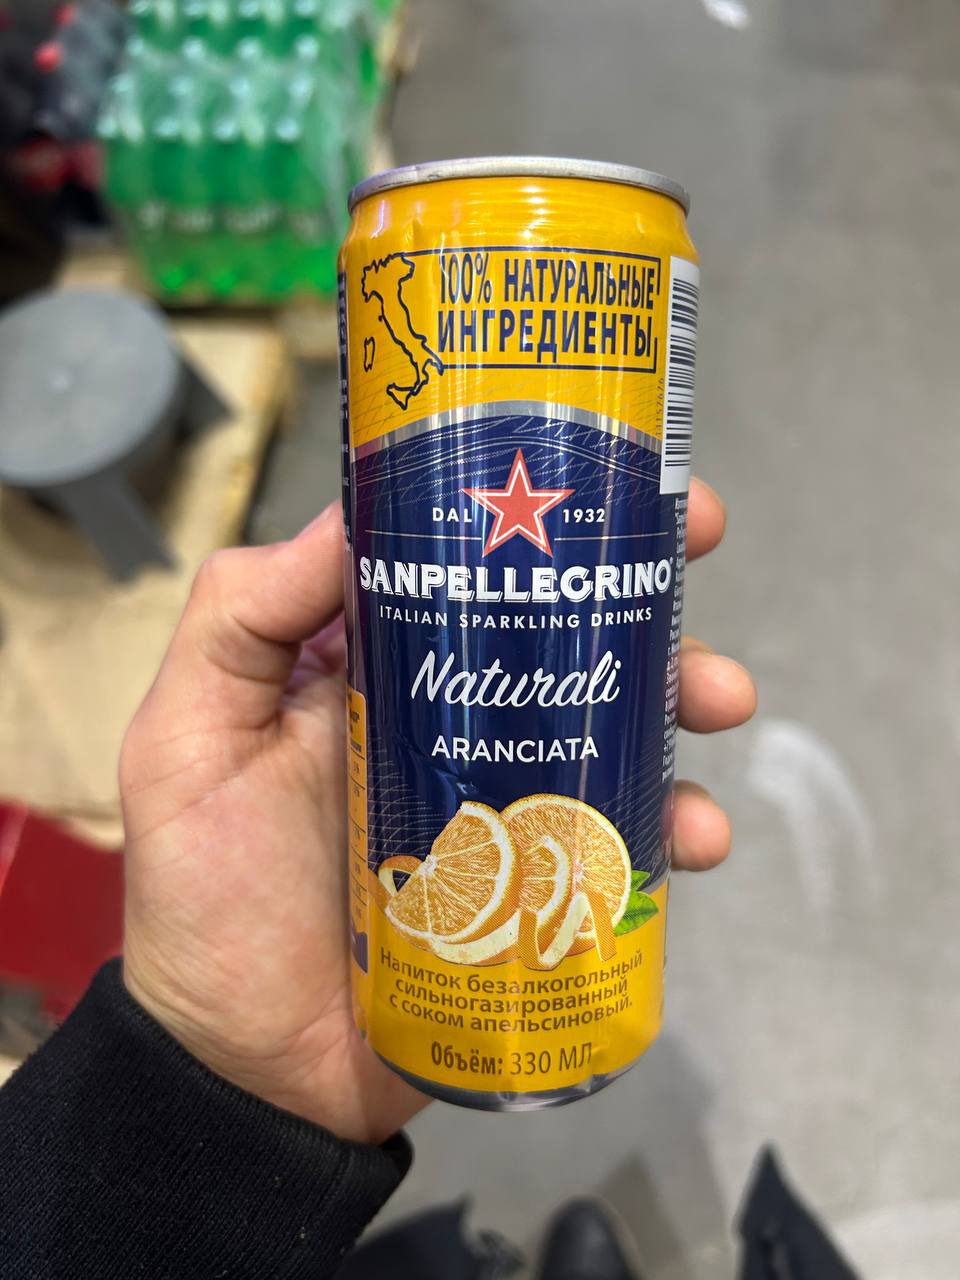 100% НАТУРАЛЬНЫЕ
ИНГРЕДИЕНТЫ
DAL 1932
SANPELLEGRINO
ITALIAN SPARKLING DRINKS
Naturali
ARANCIATA
Напиток безалкогольный
сильногазированный
с соком апельсиновый.
Объём: 330 МЛ